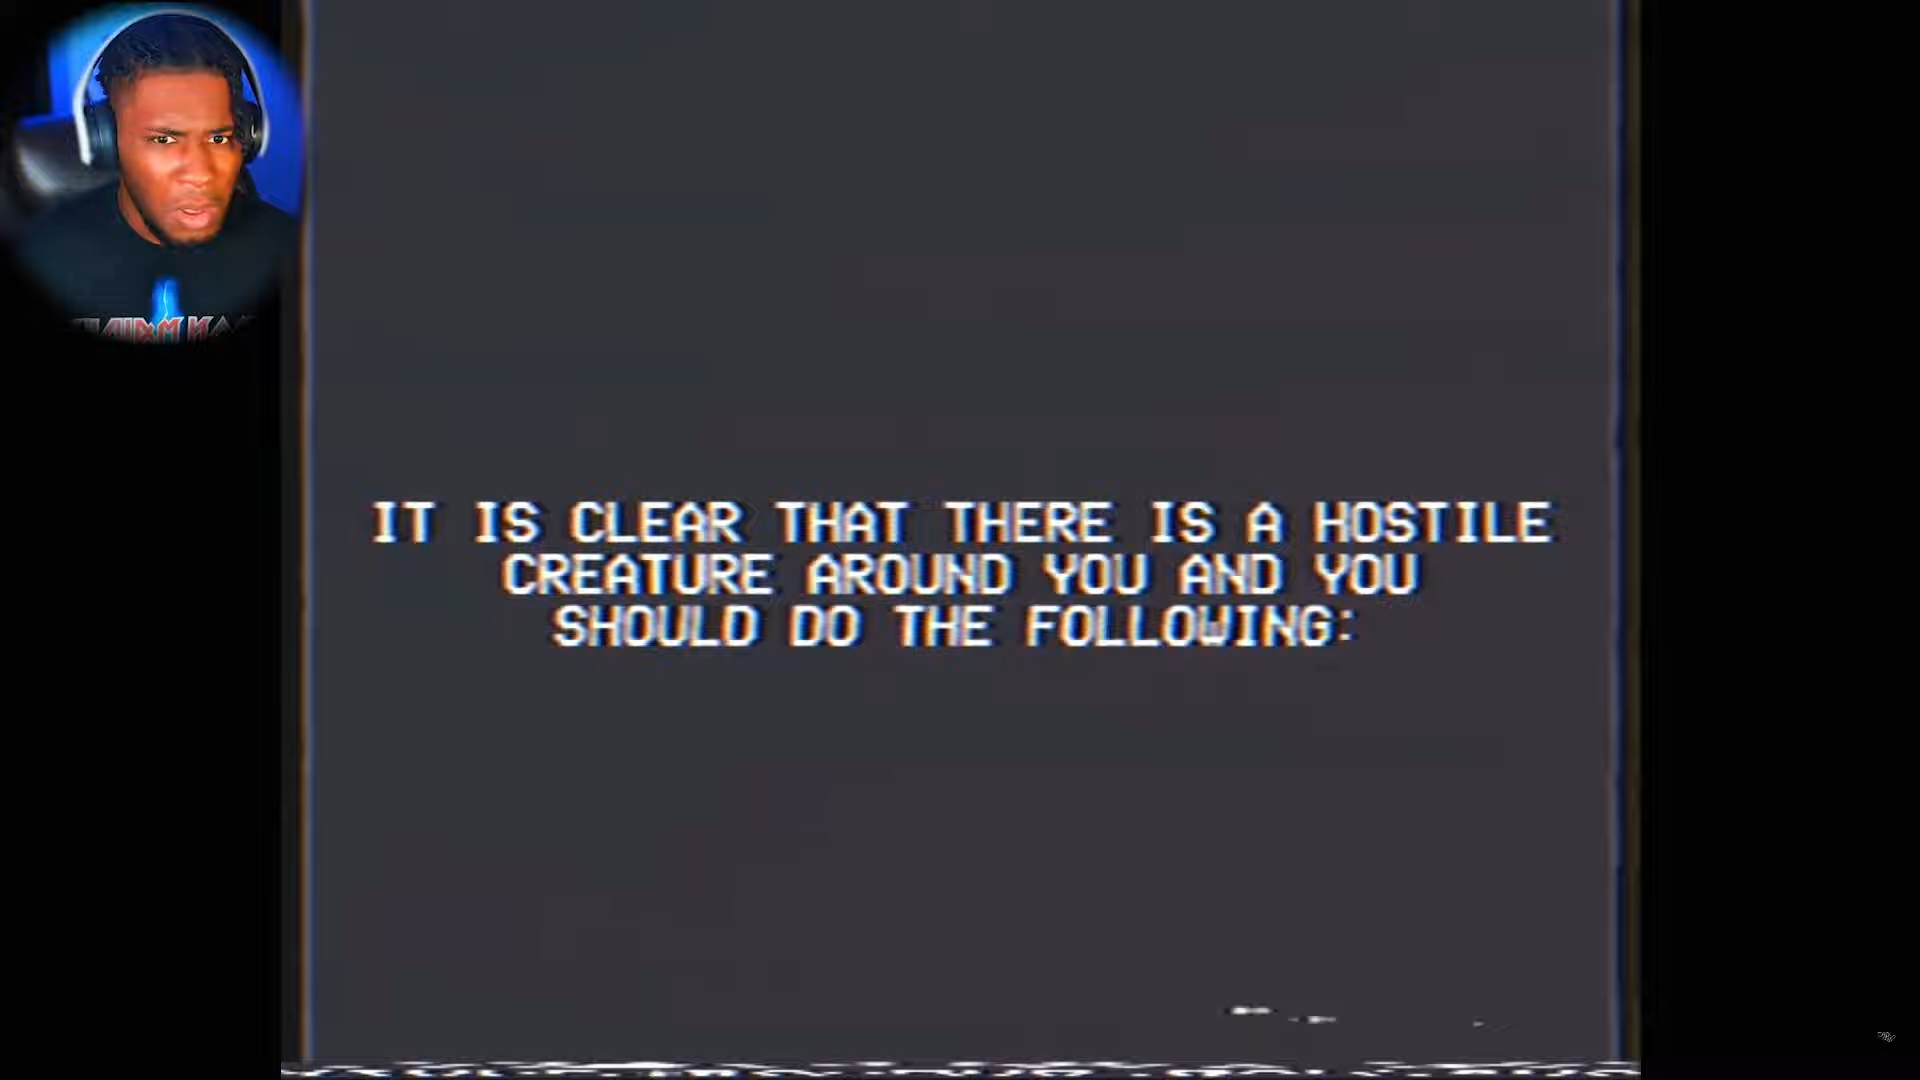 IT IS CLEAR THAT THERE IS A HOSTILE
CREATURE AROUND YOU AND YOU
SHOULD DO THE FOLLOWING: